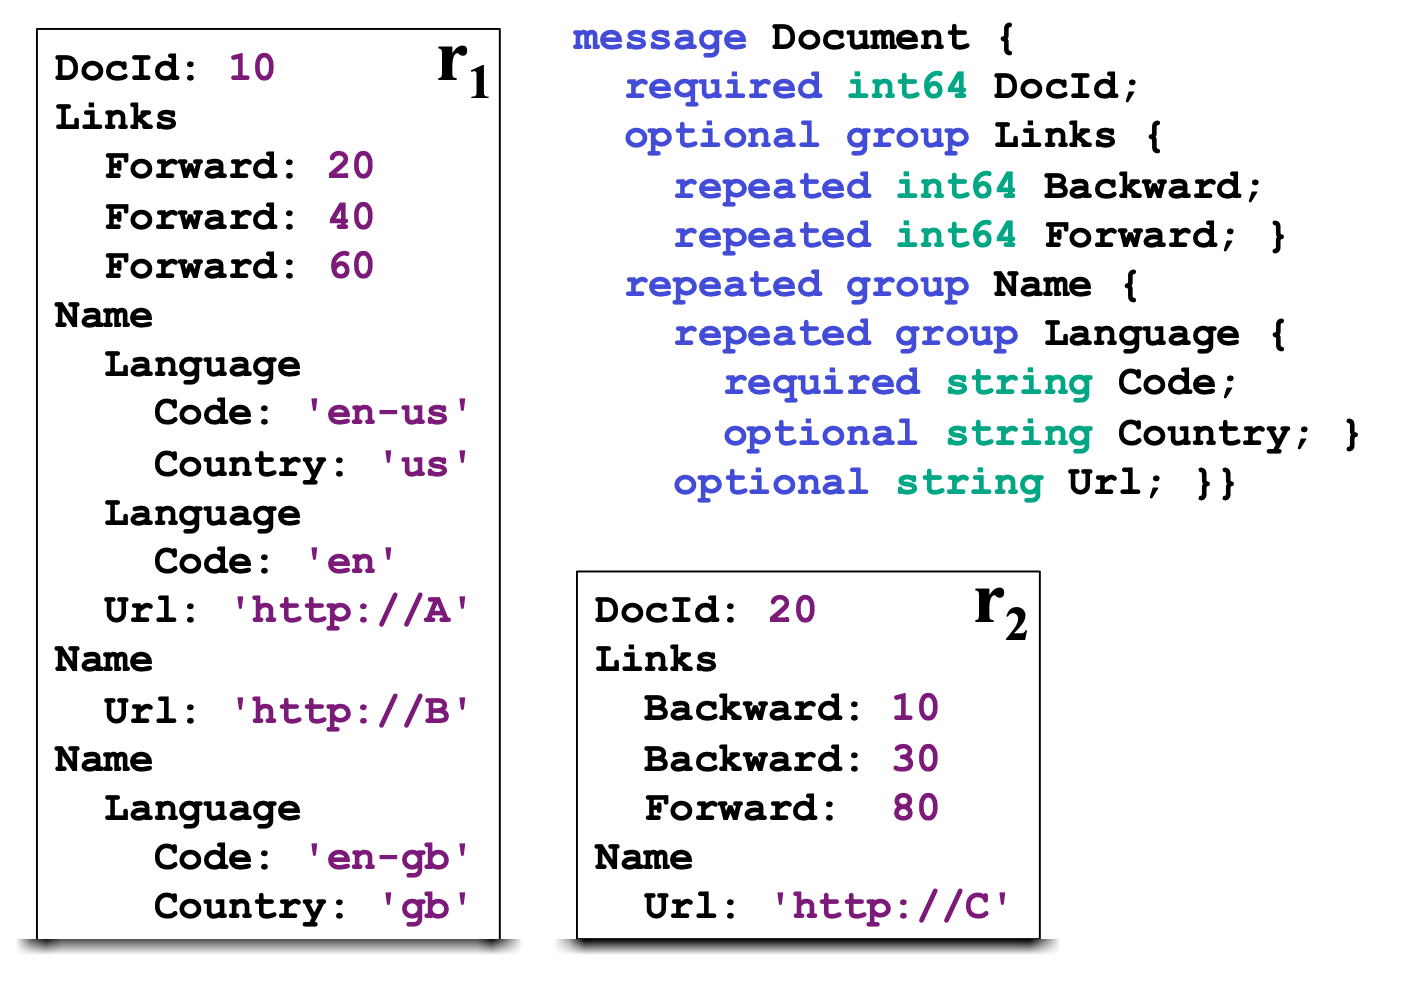 r1
DocId: 10
Links
  Forward: 20
  Forward: 40
  Forward: 60
Name
  Language
    Code: 'en-us'
    Country: 'us'
  Language
    Code: 'en'
  Url: 'http://A'
Name
  Url: 'http://B'
Name
  Language
    Code: 'en-gb'
    Country: 'gb'
message Document {
  required int64 DocId;
  optional group Links {
    repeated int64 Backward;
    repeated int64 Forward; }
  repeated group Name {
    repeated group Language {
      required string Code;
      optional string Country; }
    optional string Url; }}
r2
DocId: 20
Links
  Backward: 10
  Backward: 30
  Forward:  80
Name
  Url: 'http://C'